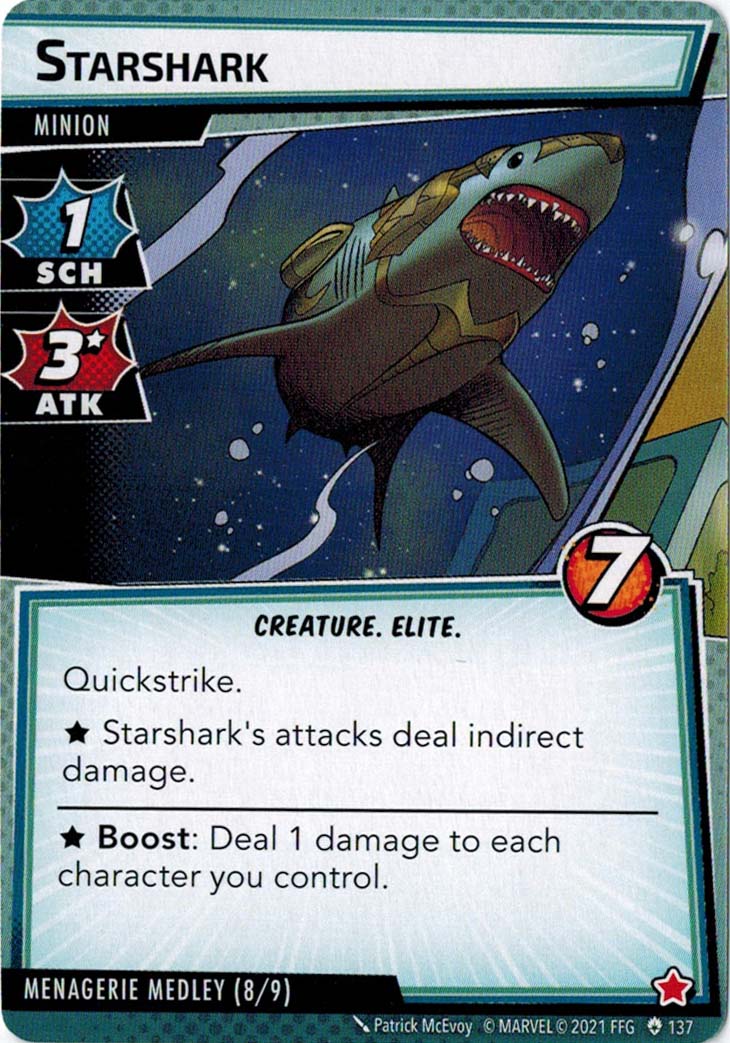 STARSHARK
MINION
1
SCH
3★
ATK
7
CREATURE. ELITE.
Quickstrike.
★ Starshark's attacks deal indirect
damage.
★ Boost: Deal 1 damage to each
character you control.
MENAGERIE MEDLEY (8/9)
Patrick McEvoy © MARVEL © 2021 FFG 137